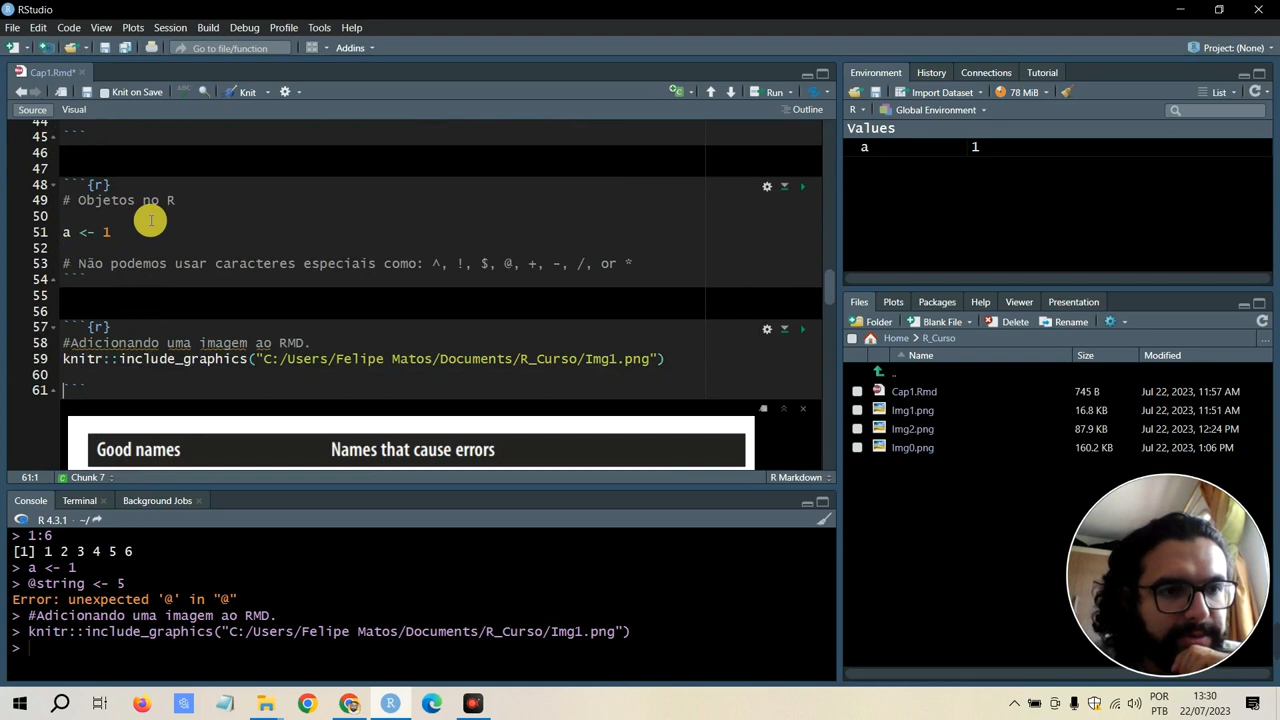 RStudio
File Edit Code View Plots Session Build Debug Profile Tools Help
Go to file/function
Addins
Project: (None)
Cap1.Rmd*
Knit on Save
Knit
Run
Source Visual
Outline
44
45 ```
46
47
48 ```{r}
49 # Objetos no R
50
51 a <- 1
52
53 # Não podemos usar caracteres especiais como: ^, !, $, @, +, -, /, or *
54 ```
55
56
57 ```{r}
58 #Adicionando uma imagem ao RMD.
59 knitr::include_graphics("C:/Users/Felipe Matos/Documents/R_Curso/Img1.png")
60
61 ```
Good names Names that cause errors
61:1 Chunk 7 R Markdown
Console Terminal Background Jobs
R 4.3.1 · ~/
> 1:6
[1] 1 2 3 4 5 6
> a <- 1
> @string <- 5
Error: unexpected '@' in "@"
> #Adicionando uma imagem ao RMD.
> knitr::include_graphics("C:/Users/Felipe Matos/Documents/R_Curso/Img1.png")
>
Environment History Connections Tutorial
Import Dataset 78 MiB List
R Global Environment
Values
a 1
Files Plots Packages Help Viewer Presentation
Folder Blank File Delete Rename
Home R_Curso
Name Size Modified
..
Cap1.Rmd 745 B Jul 22, 2023, 11:57 AM
Img1.png 16.8 KB Jul 22, 2023, 11:51 AM
Img2.png 87.9 KB Jul 22, 2023, 12:24 PM
Img0.png 160.2 KB Jul 22, 2023, 1:06 PM
POR 13:30
PTB 22/07/2023